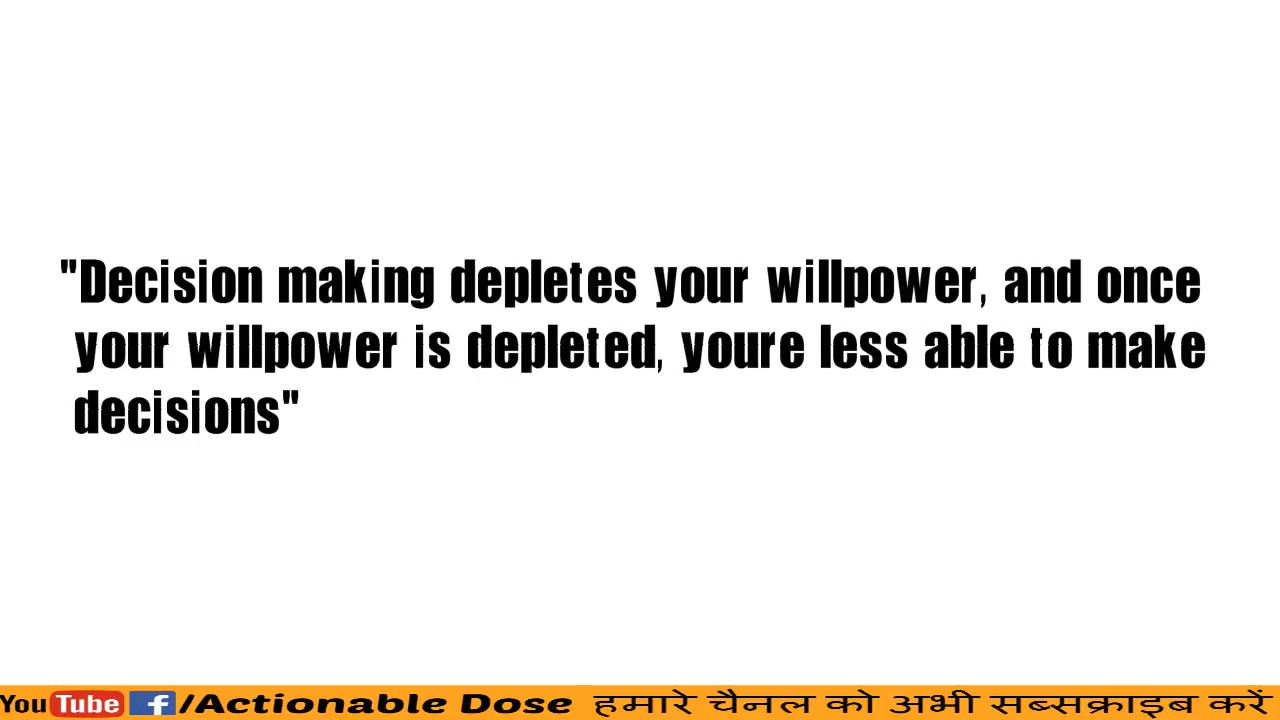 "Decision making depletes your willpower, and once
your willpower is depleted, youre less able to make
decisions"
YouTube f/Actionable Dose हमारे चैनल को अभी सब्सक्राइब करें